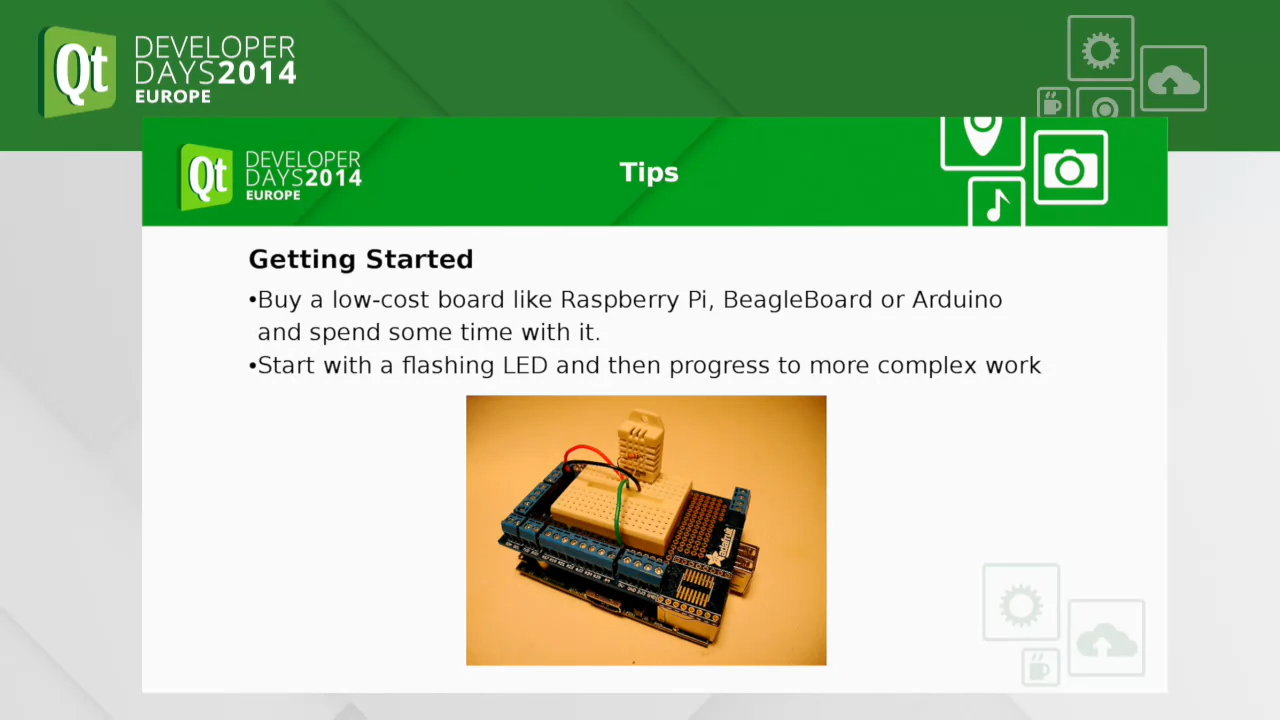 Qt
DEVELOPER
DAYS2014
EUROPE
Qt
DEVELOPER
DAYS2014
EUROPE
Tips
Getting Started
•Buy a low-cost board like Raspberry Pi, BeagleBoard or Arduino
and spend some time with it.
•Start with a flashing LED and then progress to more complex work
adafruit